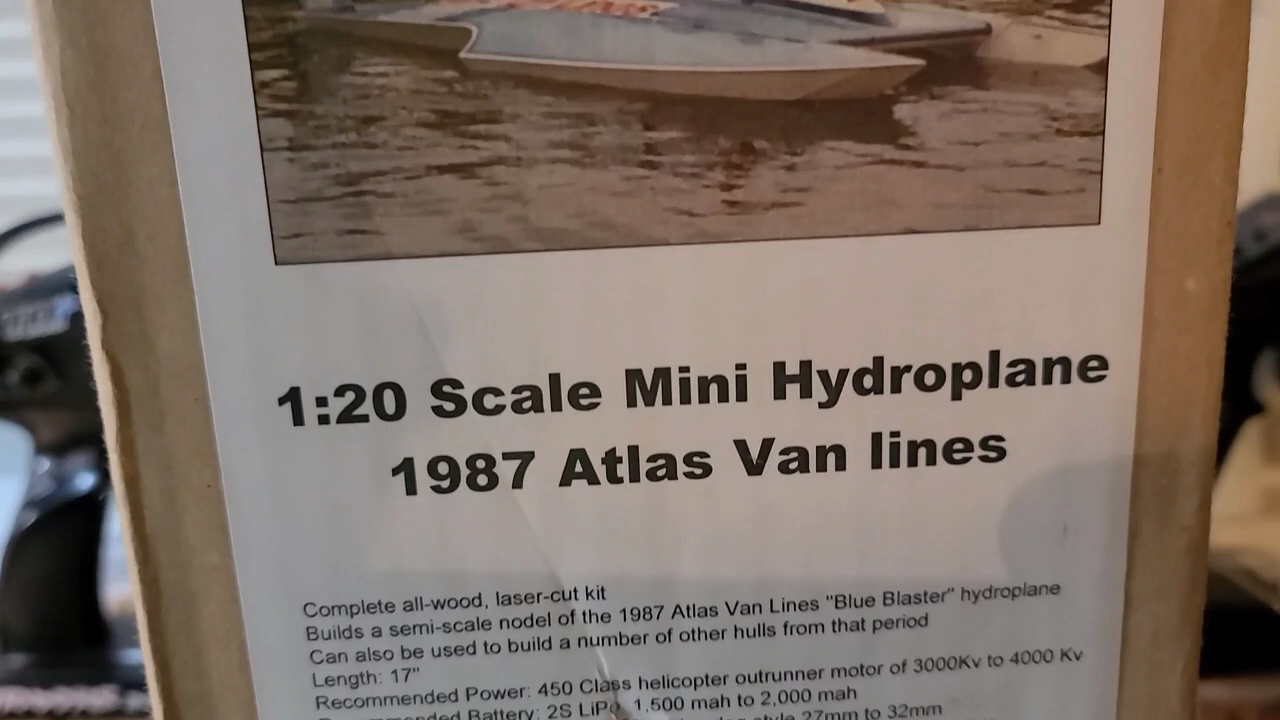 1:20 Scale Mini Hydroplane
1987 Atlas Van lines
Complete all-wood, laser-cut kit
Builds a semi-scale nodel of the 1987 Atlas Van Lines "Blue Blaster" hydroplane
Can also be used to build a number of other hulls from that period
Length: 17"
Recommended Power: 450 Class helicopter outrunner motor of 3000Kv to 4000 Kv
Battery: 2S LiPo 1,500 mah to 2,000 mah
style 27mm to 32mm